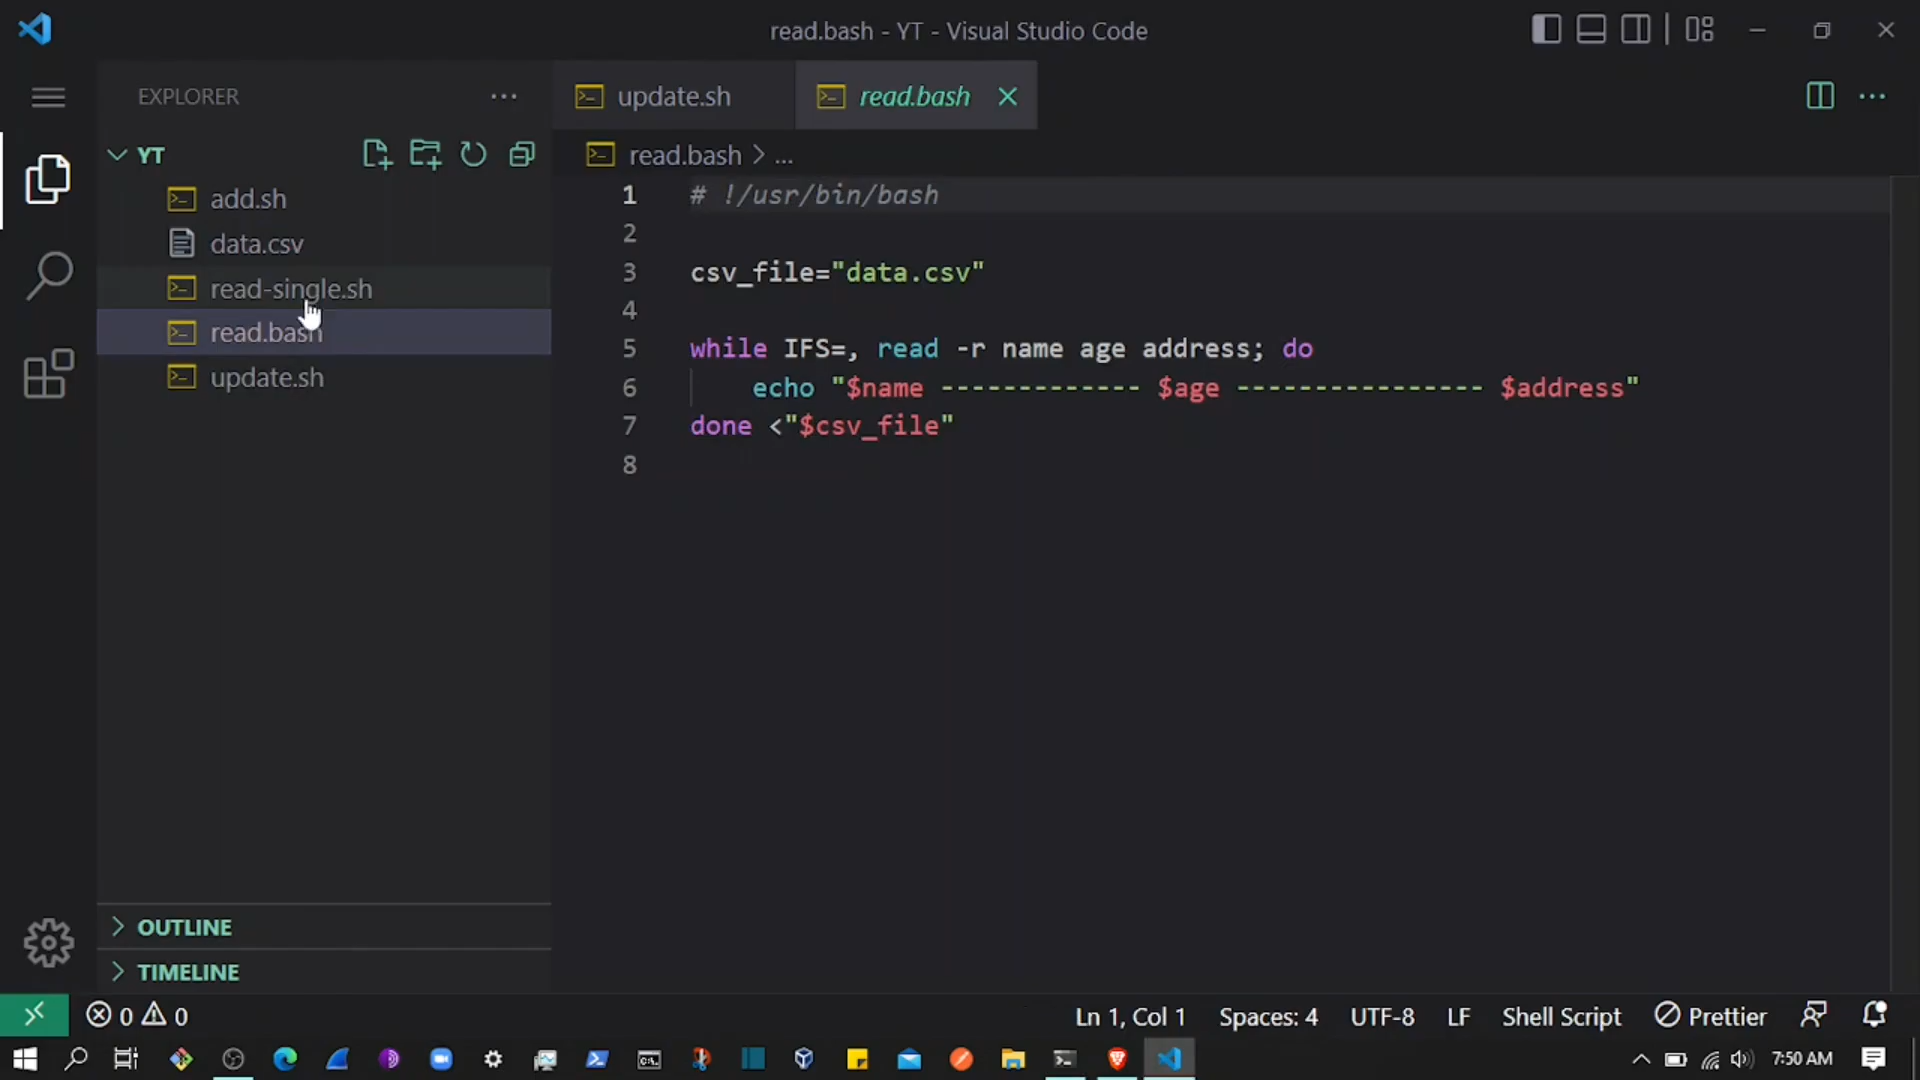 read.bash - YT - Visual Studio Code
EXPLORER
YT
add.sh
data.csv
read-single.sh
read.bash
update.sh
OUTLINE
TIMELINE
update.sh
read.bash
read.bash > ...
1 # !/usr/bin/bash
2
3 csv_file="data.csv"
4
5 while IFS=, read -r name age address; do
6 echo "$name ------------- $age ---------------- $address"
7 done <"$csv_file"
8
0 0
Ln 1, Col 1 Spaces: 4 UTF-8 LF Shell Script Prettier
7:50 AM